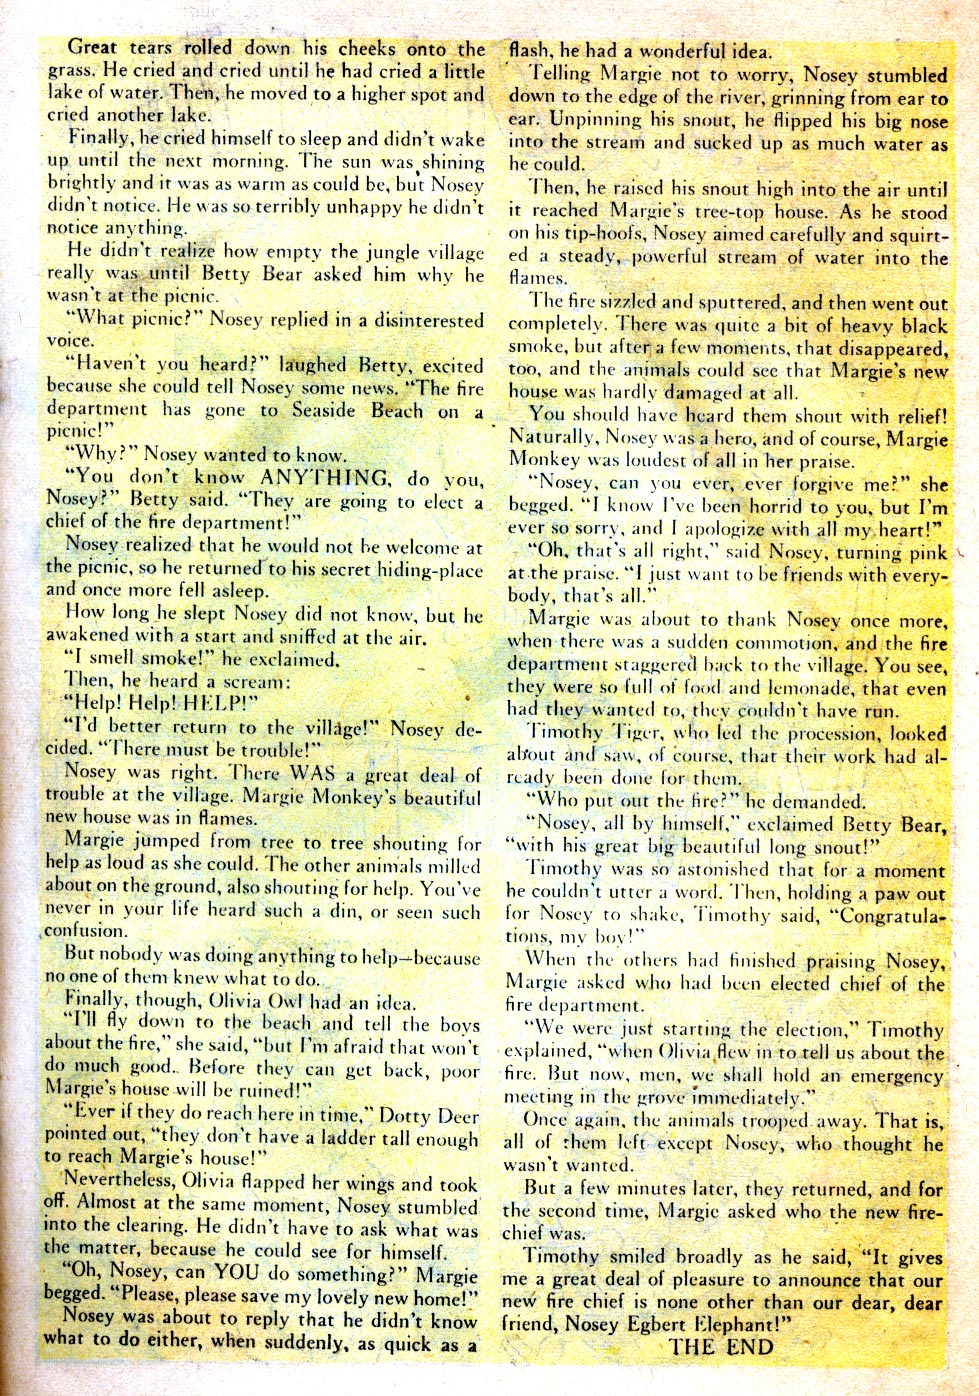 Great tears rolled down his cheeks onto the
grass. He cried and cried until he had cried a little
lake of water. Then, he moved to a higher spot and
cried another lake.
Finally, he cried himself to sleep and didn't wake
up until the next morning. The sun was shining
brightly and it was as warm as could be, but Nosey
didn't notice. He was so terribly unhappy he didn't
notice anything.
He didn't realize how empty the jungle village
really was until Betty Bear asked him why he
wasn't at the picnic.
"What picnic?" Nosey replied in a disinterested
voice.
"Haven't you heard?" laughed Betty, excited
because she could tell Nosey some news. "The fire
department has gone to Seaside Beach on a
picnic!"
"Why?" Nosey wanted to know.
"You don't know ANYTHING, do you,
Nosey?" Betty said. "They are going to elect a
chief of the fire department!"
Nosey realized that he would not be welcome at
the picnic, so he returned to his secret hiding-place
and once more fell asleep.
How long he slept Nosey did not know, but he
awakened with a start and sniffed at the air.
"I smell smoke!" he exclaimed.
Then, he heard a scream:
"Help! Help! HELP!"
"I'd better return to the village!" Nosey de-
cided. "There must be trouble!"
Nosey was right. There WAS a great deal of
trouble at the village. Margie Monkey's beautiful
new house was in flames.
Margie jumped from tree to tree shouting for
help as loud as she could. The other animals milled
about on the ground, also shouting for help. You've
never in your life heard such a din, or seen such
confusion.
But nobody was doing anything to help—because
no one of them knew what to do.
Finally, though, Olivia Owl had an idea.
"I'll fly down to the beach and tell the boys
about the fire," she said, "but I'm afraid that won't
do much good. Before they can get back, poor
Margie's house will be ruined!"
"Ever if they do reach here in time," Dotty Deer
pointed out, "they don't have a ladder tall enough
to reach Margie's house!"
Nevertheless, Olivia flapped her wings and took
off. Almost at the same moment, Nosey stumbled
into the clearing. He didn't have to ask what was
the matter, because he could see for himself.
"Oh, Nosey, can YOU do something?" Margie
begged. "Please, please save my lovely new home!"
Nosey was about to reply that he didn't know
what to do either, when suddenly, as quick as a
flash, he had a wonderful idea.
Telling Margie not to worry, Nosey stumbled
down to the edge of the river, grinning from ear to
ear. Unpinning his snout, he flipped his big nose
into the stream and sucked up as much water as
he could.
Then, he raised his snout high into the air until
it reached Margie's tree-top house. As he stood
on his tip-hoofs, Nosey aimed carefully and squirt-
ed a steady, powerful stream of water into the
flames.
The fire sizzled and sputtered, and then went out
completely. There was quite a bit of heavy black
smoke, but after a few moments, that disappeared,
too, and the animals could see that Margie's new
house was hardly damaged at all.
You should have heard them shout with relief!
Naturally, Nosey was a hero, and of course, Margie
Monkey was loudest of all in her praise.
"Nosey, can you ever, ever forgive me?" she
begged. "I know I've been horrid to you, but I'm
ever so sorry, and I apologize with all my heart!"
"Oh, that's all right," said Nosey, turning pink
at the praise. "I just want to be friends with every-
body, that's all."
Margie was about to thank Nosey once more,
when there was a sudden commotion, and the fire
department staggered back to the village. You see,
they were so full of food and lemonade, that even
had they wanted to, they couldn't have run.
Timothy Tiger, who led the procession, looked
about and saw, of course, that their work had al-
ready been done for them.
"Who put out the fire?" he demanded.
"Nosey, all by himself," exclaimed Betty Bear,
"with his great big beautiful long snout!"
Timothy was so astonished that for a moment
he couldn't utter a word. Then, holding a paw out
for Nosey to shake, Timothy said, "Congratula-
tions, my boy!"
When the others had finished praising Nosey,
Margie asked who had been elected chief of the
fire department.
"We were just starting the election," Timothy
explained, "when Olivia flew in to tell us about the
fire. But now, men, we shall hold an emergency
meeting in the grove immediately."
Once again, the animals trooped away. That is,
all of them left except Nosey, who thought he
wasn't wanted.
But a few minutes later, they returned, and for
the second time, Margie asked who the new fire-
chief was.
Timothy smiled broadly as he said, "It gives
me a great deal of pleasure to announce that our
new fire chief is none other than our dear, dear
friend, Nosey Egbert Elephant!"
THE END